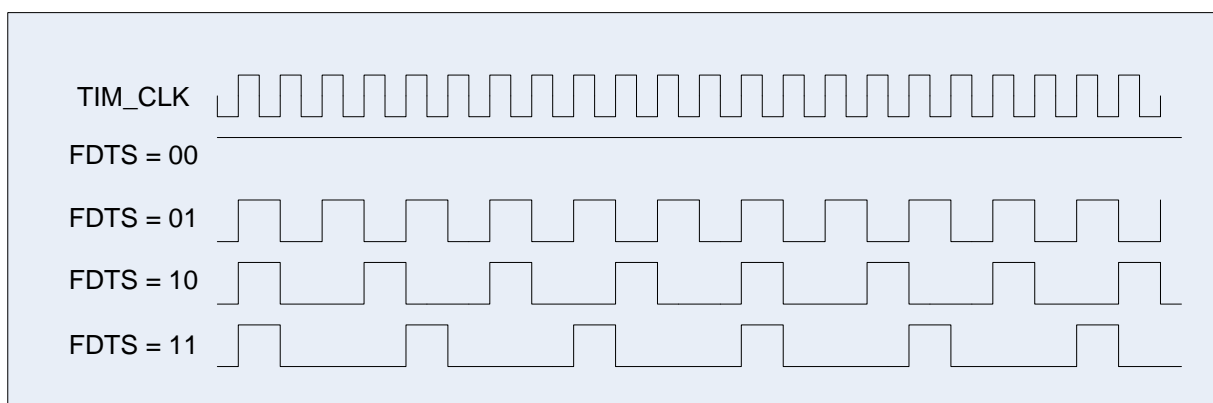 TIM_CLK
FDTS = 00
FDTS = 01
FDTS = 10
FDTS = 11